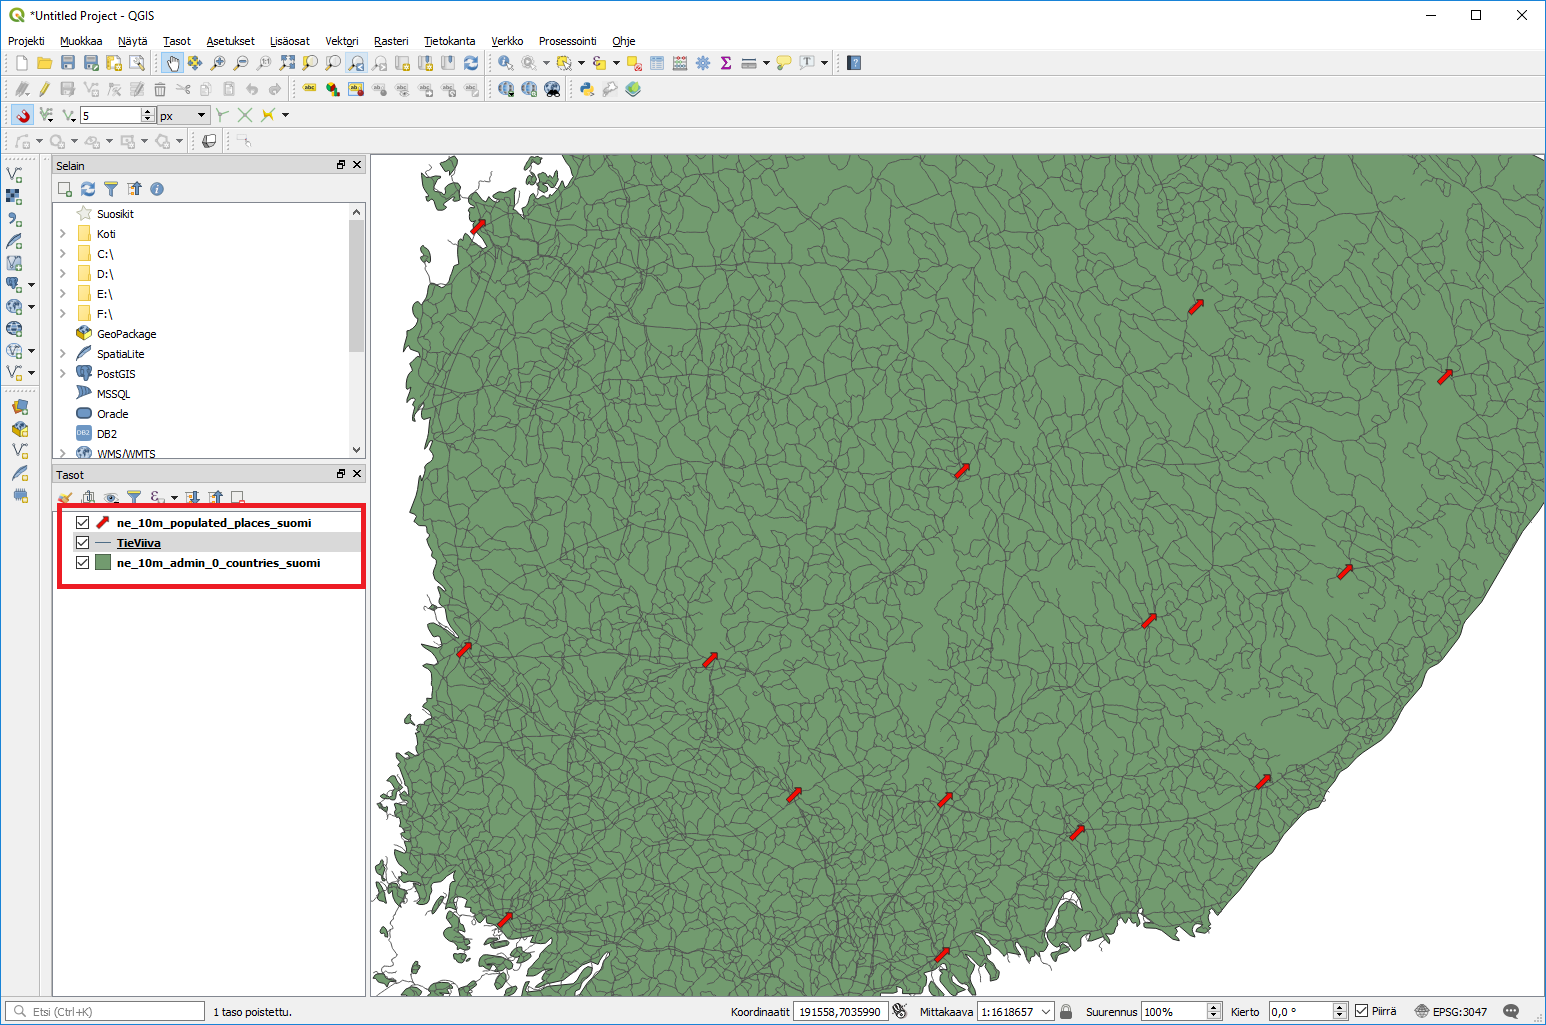 *Untitled Project - QGIS
Projekti Muokkaa Näytä Tasot Asetukset Lisäosat Vektori Rasteri Tietokanta Verkko Prosessointi Ohje
5 px
Selain
Suosikit
Koti
C:\
D:\
E:\
F:\
GeoPackage
SpatiaLite
PostGIS
MSSQL
Oracle
DB2
WMS/WMTS
Tasot
ne_10m_populated_places_suomi
TieViiva
ne_10m_admin_0_countries_suomi
Etsi (Ctrl+K) 1 taso poistettu. Koordinaatit 191558,7035990 Mittakaava 1:1618657 Suurennus 100% Kierto 0,0 ° Piirrä EPSG:3047